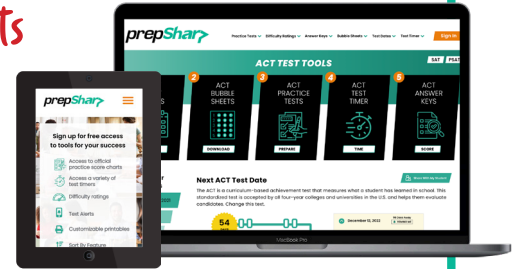 ts
prepSharp
Practice Tests Difficulty Ratings Answer Keys Bubble Sheets Test Dates Test Timer Sign In
ACT TEST TOOLS
SAT PSAT
2
ACT
BUBBLE
SHEETS
DOWNLOAD
3
ACT
PRACTICE
TESTS
PREPARE
4
ACT
TEST
TIMER
TIME
5
ACT
ANSWER
KEYS
SCORE
S
Next ACT Test Date
The ACT is a curriculum-based achievement test that measures what a student has learned in school. This
standardized test is accepted by all four-year colleges and universities in the U.S. and helps them evaluate
candidates. Change this text.
54
December 10, 2022
MacBook Pro
prepSharp
Sign up for free access
to tools for your success
Access to official
practice score charts
Access a variety of
test timers
Difficulty ratings
Test Alerts
Customizable printables
Sort By Feature